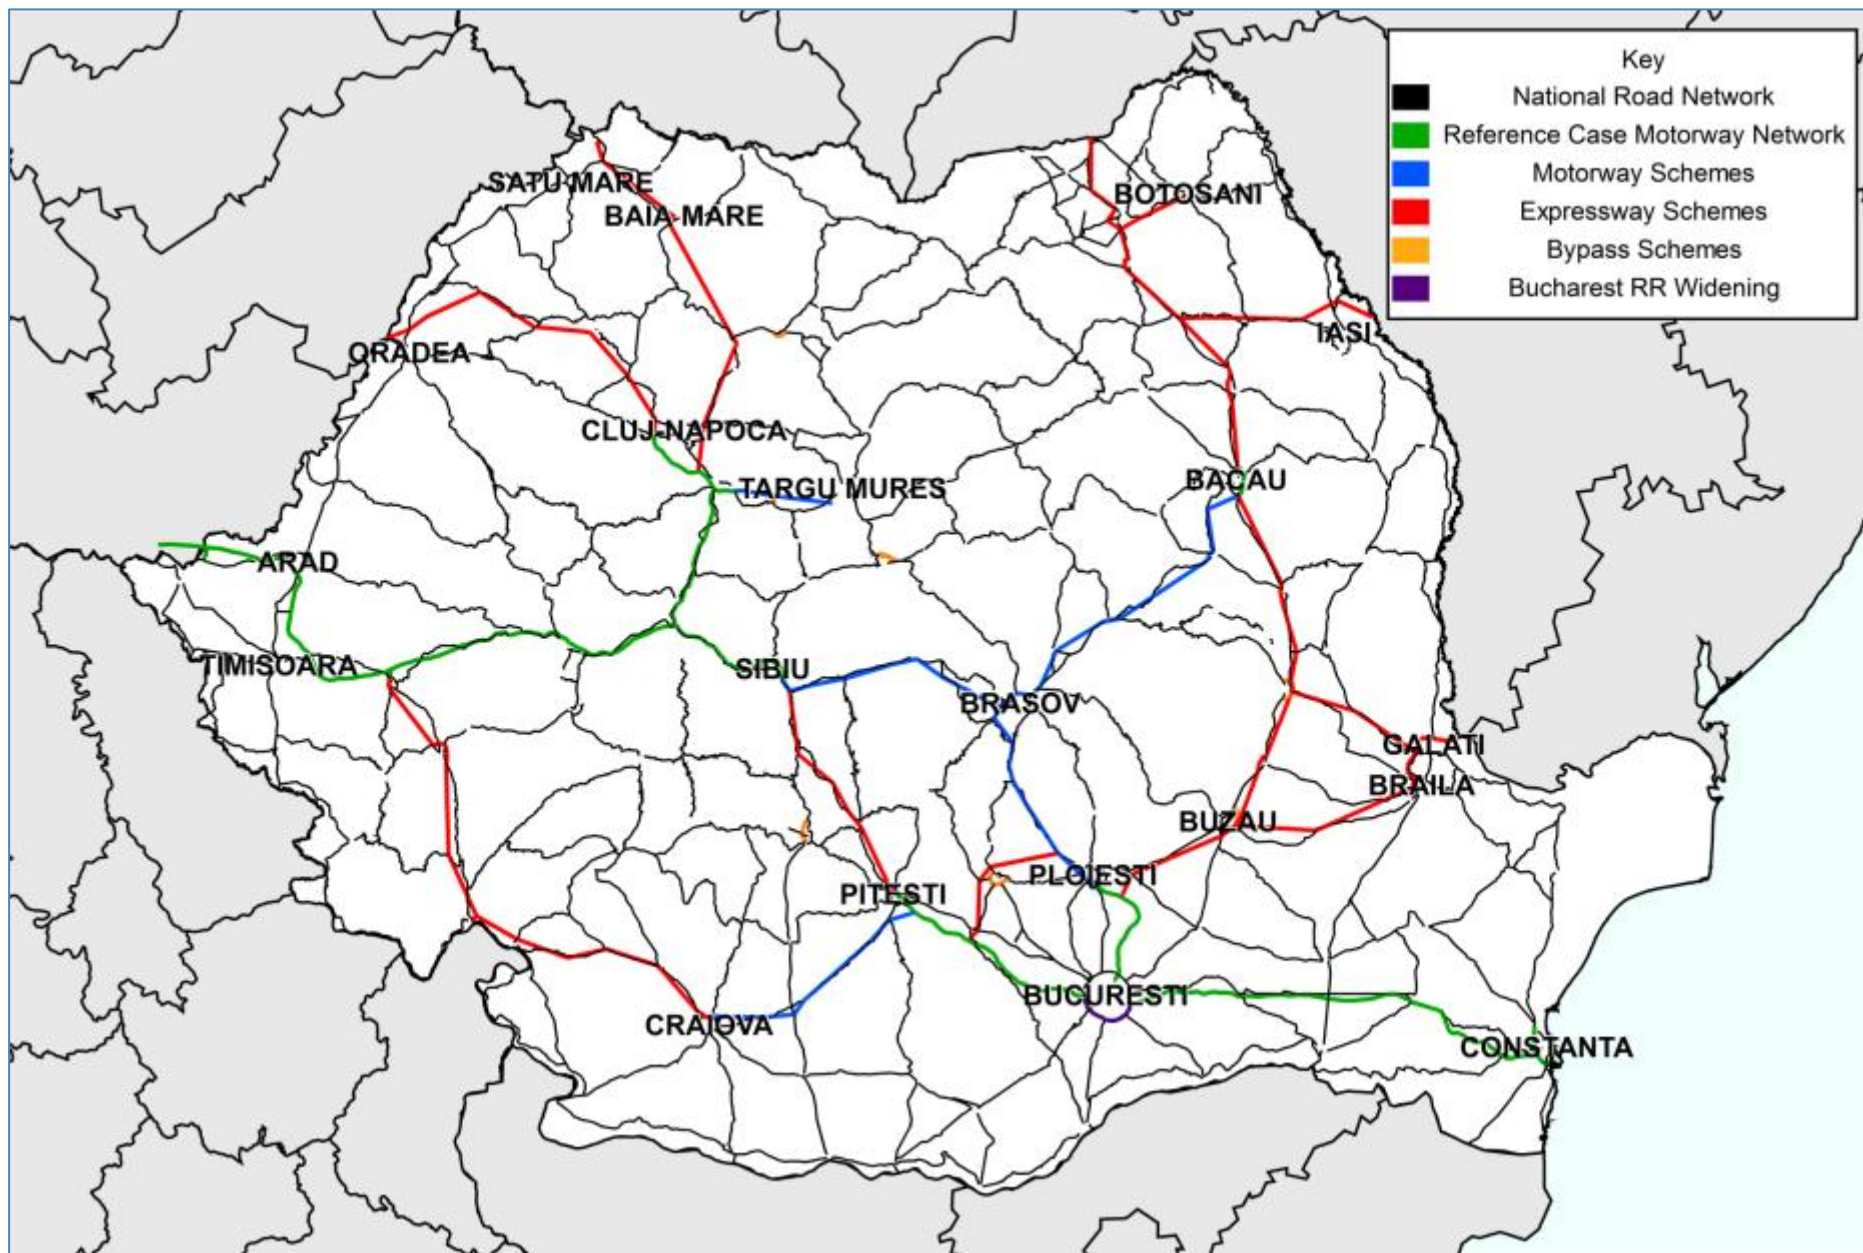 Key
National Road Network
Reference Case Motorway Network
Motorway Schemes
Expressway Schemes
Bypass Schemes
Bucharest RR Widening
SATU MARE
BAIA MARE
BOTOSANI
ORADEA
IASI
CLUJ-NAPOCA
TARGU MURES
BACAU
ARAD
TIMISOARA
SIBIU
BRASOV
GALATI
BRAILA
BUZAU
PLOIESTI
PITESTI
BUCURESTI
CRAIOVA
CONSTANTA